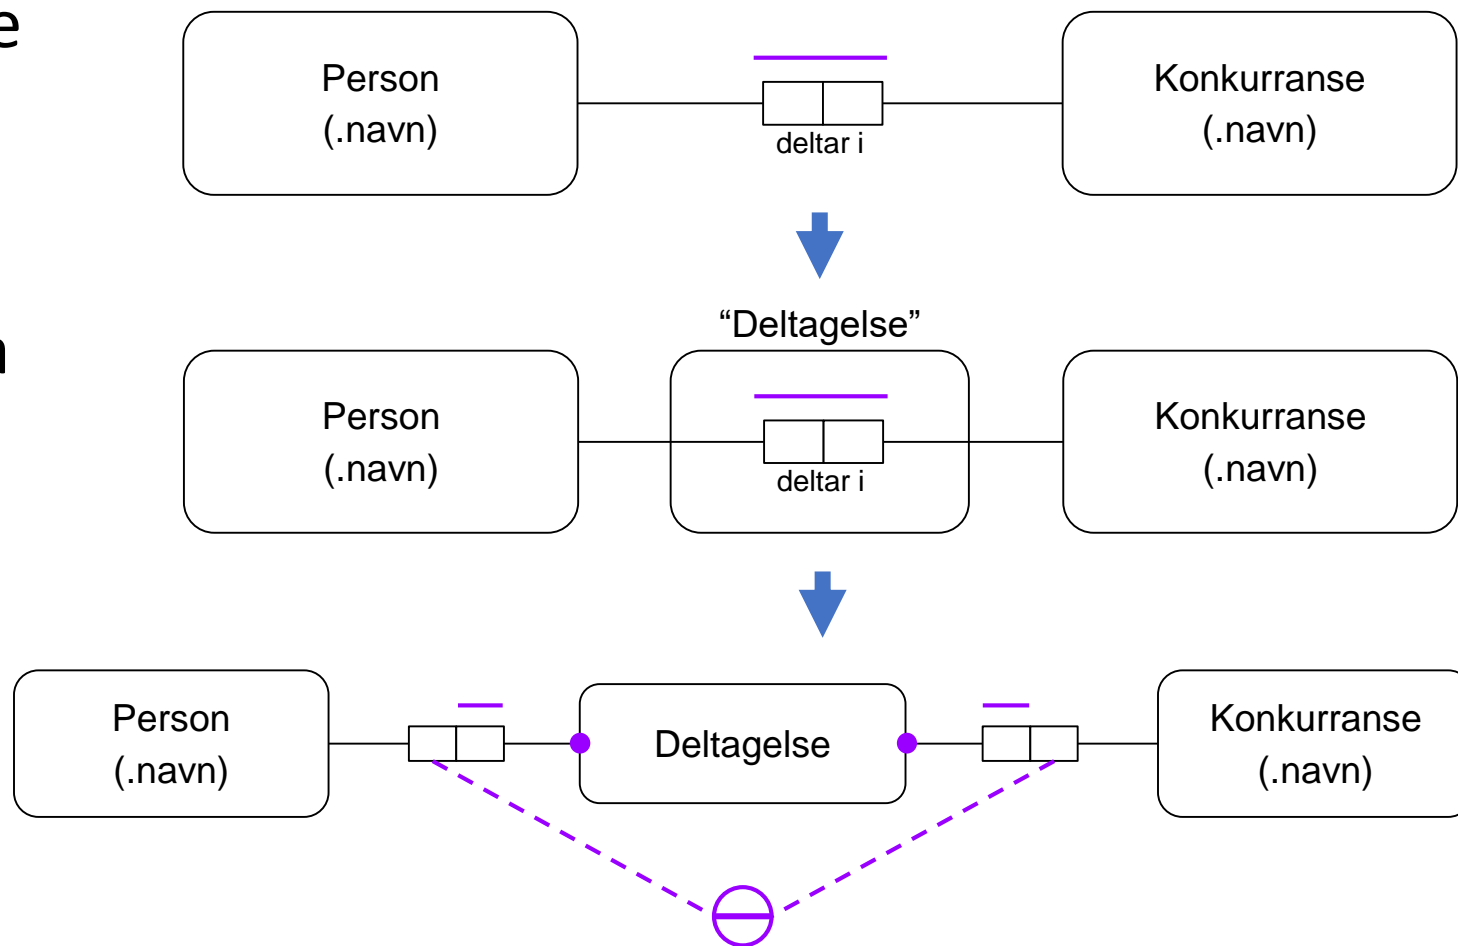 e
Person
(.navn)
deltar i
Konkurranse
(.navn)
“Deltagelse”
Person
(.navn)
deltar i
Konkurranse
(.navn)
Person
(.navn)
Deltagelse
Konkurranse
(.navn)